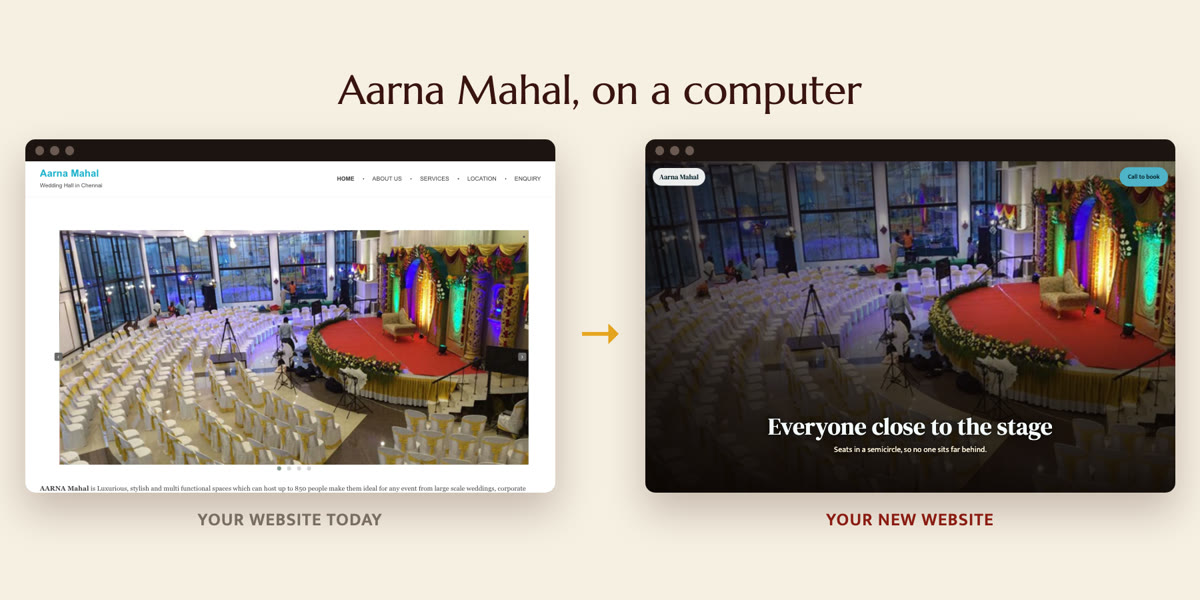 Aarna Mahal, on a computer
Aarna Mahal
Wedding Hall in Chennai
HOME • ABOUT US • SERVICES • LOCATION • ENQUIRY
AARNA Mahal is Luxurious, stylish and multi functional spaces which can host up to 850 people make them ideal for any event from large scale weddings, corporate
YOUR WEBSITE TODAY
Aarna Mahal
Call to book
Everyone close to the stage
Seats in a semicircle, so no one sits far behind.
YOUR NEW WEBSITE